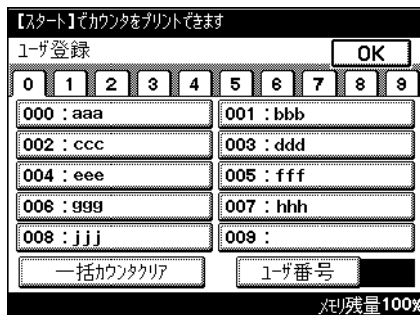 【スタート】でカウンタをプリントできます
ユーザ登録 OK
0 1 2 3 4 5 6 7 8 9
000：aaa 001：bbb
002：ccc 003：ddd
004：eee 005：fff
006：ggg 007：hhh
008：jjj 009：
一括カウンタクリア ユーザ番号
メモリ残量100%